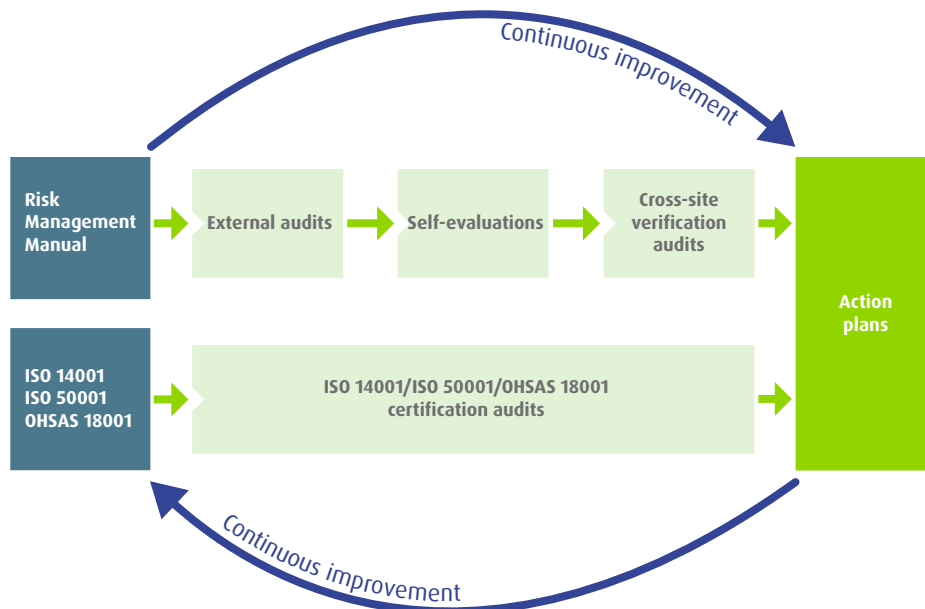 Continuous improvement
Risk
Management
Manual
External audits
Self-evaluations
Cross-site
verification
audits
Action
plans
ISO 14001
ISO 50001
OHSAS 18001
ISO 14001/ISO 50001/OHSAS 18001
certification audits
Continuous improvement